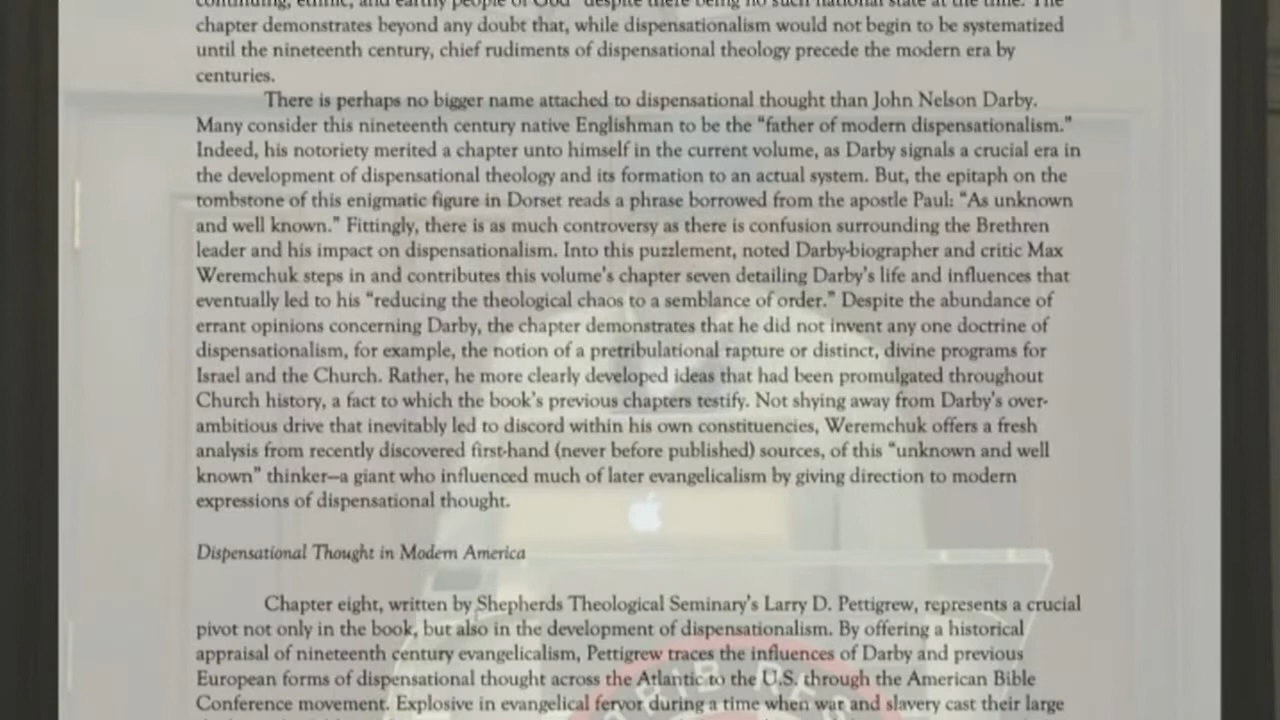 continuing, ethnic, and earthy people of God" despite there being no such national state at the time. The
chapter demonstrates beyond any doubt that, while dispensationalism would not begin to be systematized
until the nineteenth century, chief rudiments of dispensational theology precede the modern era by
centuries.
There is perhaps no bigger name attached to dispensational thought than John Nelson Darby.
Many consider this nineteenth century native Englishman to be the “father of modern dispensationalism.”
Indeed, his notoriety merited a chapter unto himself in the current volume, as Darby signals a crucial era in
the development of dispensational theology and its formation to an actual system. But, the epitaph on the
tombstone of this enigmatic figure in Dorset reads a phrase borrowed from the apostle Paul: “As unknown
and well known.” Fittingly, there is as much controversy as there is confusion surrounding the Brethren
leader and his impact on dispensationalism. Into this puzzlement, noted Darby-biographer and critic Max
Weremchuk steps in and contributes this volume’s chapter seven detailing Darby’s life and influences that
eventually led to his “reducing the theological chaos to a semblance of order.” Despite the abundance of
errant opinions concerning Darby, the chapter demonstrates that he did not invent any one doctrine of
dispensationalism, for example, the notion of a pretribulational rapture or distinct, divine programs for
Israel and the Church. Rather, he more clearly developed ideas that had been promulgated throughout
Church history, a fact to which the book’s previous chapters testify. Not shying away from Darby’s over-
ambitious drive that inevitably led to discord within his own constituencies, Weremchuk offers a fresh
analysis from recently discovered first-hand (never before published) sources, of this “unknown and well
known” thinker—a giant who influenced much of later evangelicalism by giving direction to modern
expressions of dispensational thought.
Dispensational Thought in Modern America
Chapter eight, written by Shepherds Theological Seminary’s Larry D. Pettigrew, represents a crucial
pivot not only in the book, but also in the development of dispensationalism. By offering a historical
appraisal of nineteenth century evangelicalism, Pettigrew traces the influences of Darby and previous
European forms of dispensational thought across the Atlantic to the U.S. through the American Bible
Conference movement. Explosive in evangelical fervor during a time when war and slavery cast their large